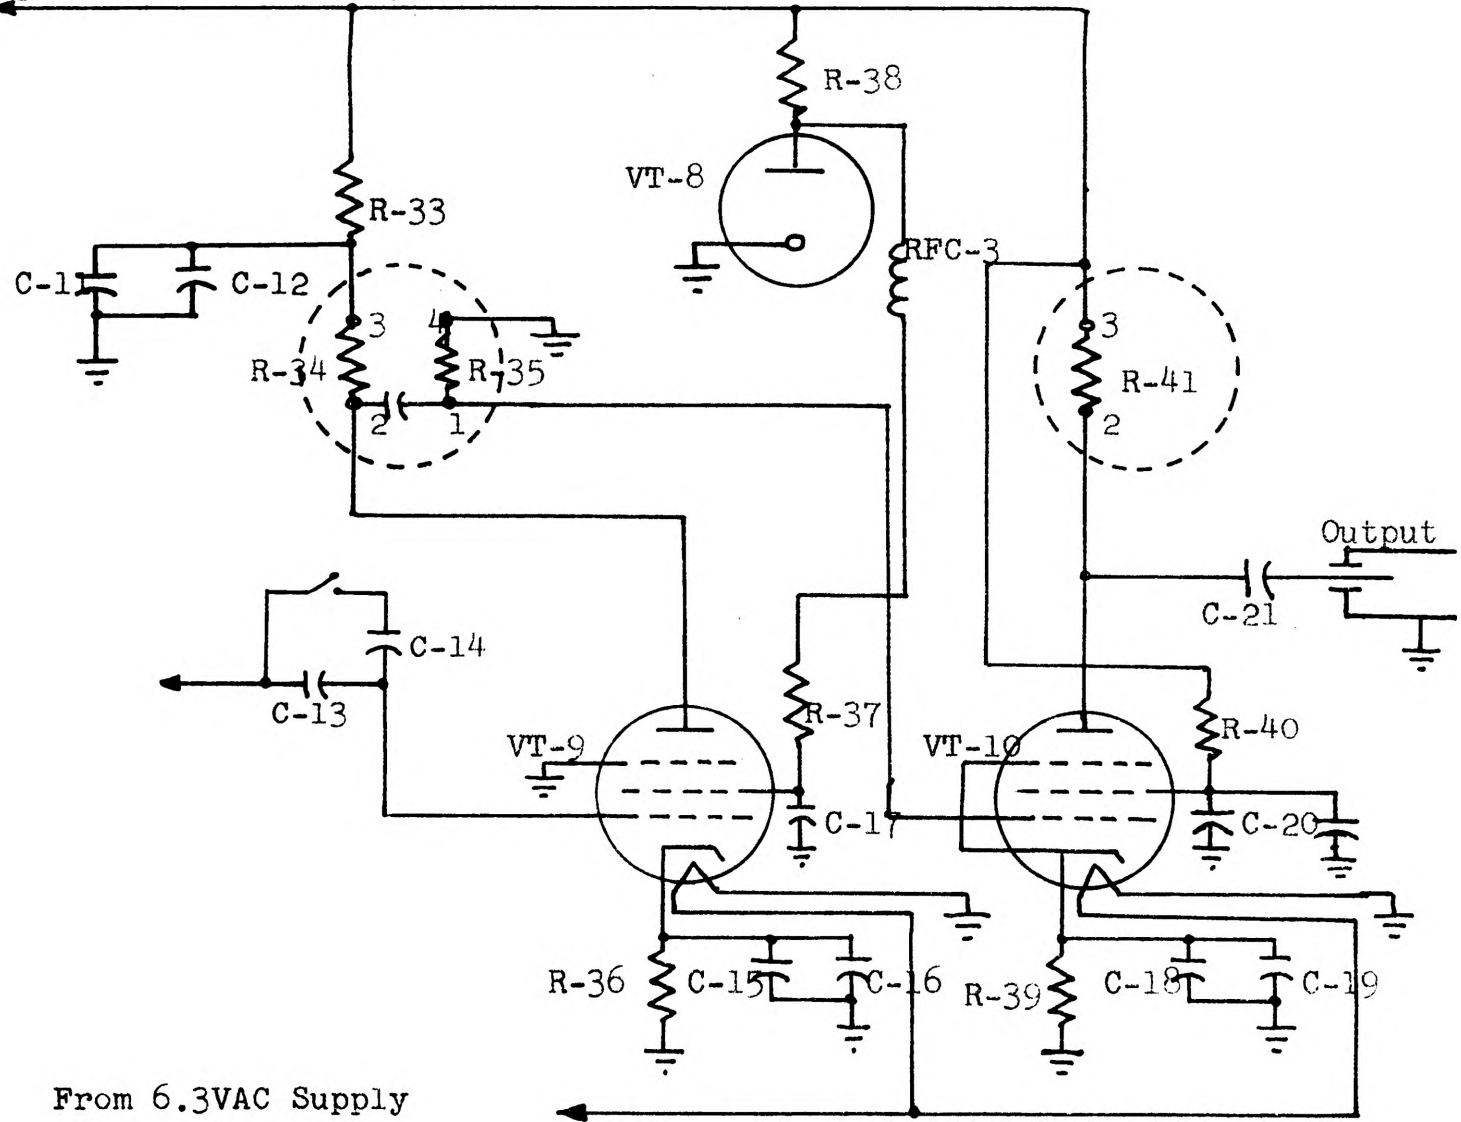 R-38
VT-8
R-33
RFC-3
C-11
C-12
3
4
3
R-34
R-35
R-41
2
1
2
Output
C-21
C-14
C-13
R-37
VT-9
VT-10
R-40
C-17
C-20
R-36
C-15
C-16
R-39
C-18
C-19
From 6.3VAC Supply